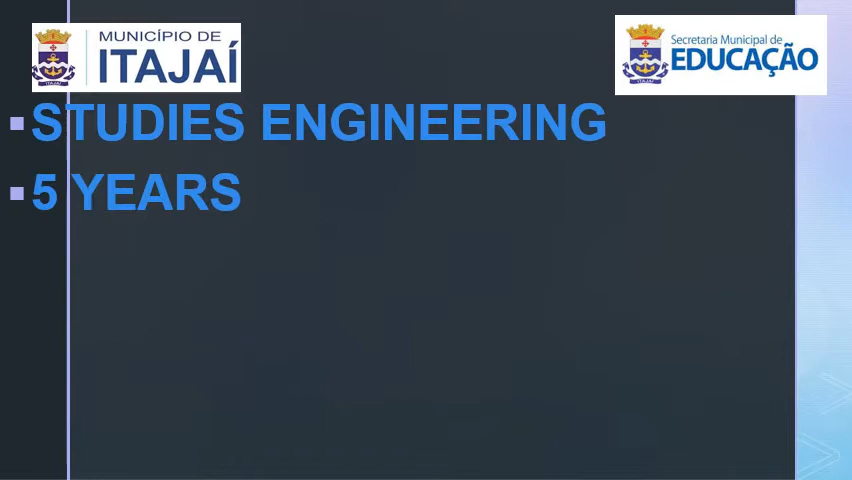 MUNICÍPIO DE
ITAJAÍ
Secretaria Municipal de
EDUCAÇÃO
STUDIES ENGINEERING
5 YEARS